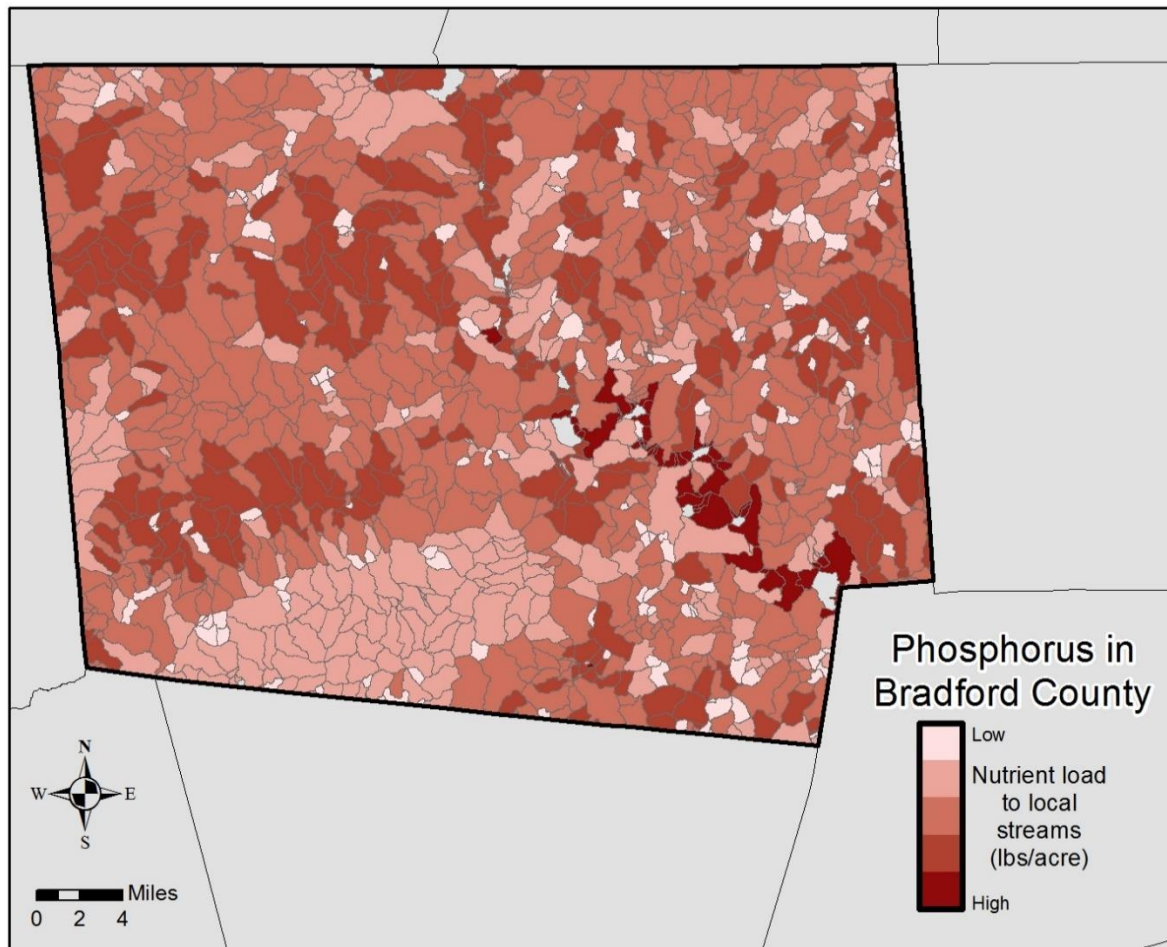 Phosphorus in
Bradford County
Low
Nutrient load
to local
streams
(lbs/acre)
High
N
W E
S
Miles
0 2 4